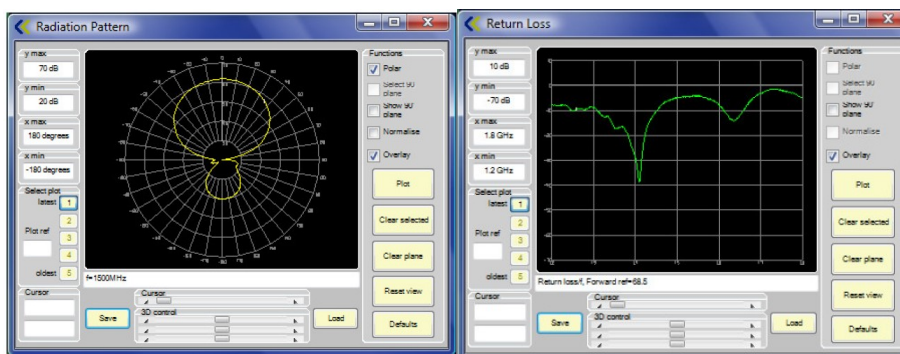 Radiation Pattern
y max
70 dB
y min
20 dB
x max
180 degrees
x min
-180 degrees
Select plot
latest 1
2
Plot ref
3
4
oldest 5
Cursor
Functions
Polar
Select 90
plane
Show 90
plane
Normalise
Overlay
Plot
Clear selected
Clear plane
Reset view
Defaults
f=1500MHz
Cursor
3D control
Save
Load
Return Loss
y max
10 dB
y min
-70 dB
x max
1.8 GHz
x min
1.2 GHz
Select plot
latest 1
2
Plot ref
3
4
oldest 5
Cursor
Functions
Polar
Select 90
plane
Show 90
plane
Normalise
Overlay
Plot
Clear selected
Clear plane
Reset view
Defaults
Return loss/f, Forward ref=68.5
Cursor
3D control
Save
Load